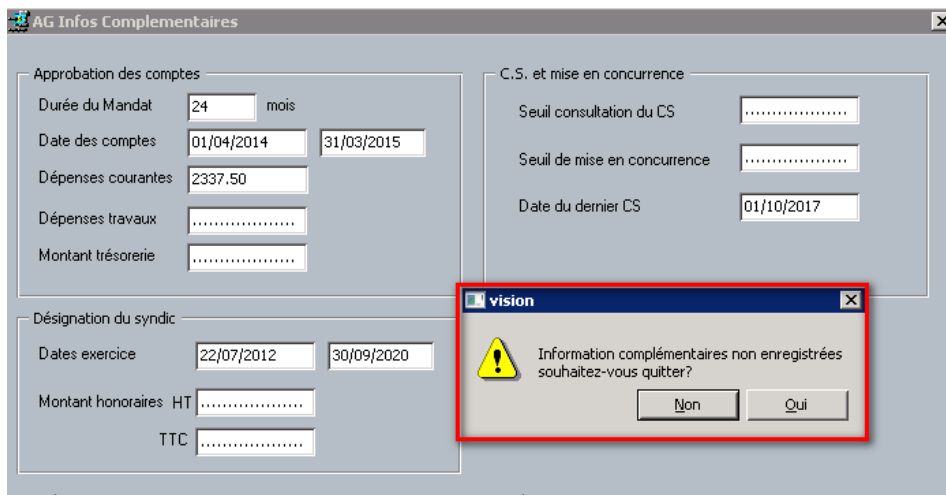 AG Infos Complementaires
Approbation des comptes
Durée du Mandat 24 mois
Date des comptes 01/04/2014 31/03/2015
Dépenses courantes 2337.50
Dépenses travaux ...................
Montant trésorerie ...................
C.S. et mise en concurrence
Seuil consultation du CS ...................
Seuil de mise en concurrence ...................
Date du dernier CS 01/10/2017
Désignation du syndic
Dates exercice 22/07/2012 30/09/2020
Montant honoraires HT ...................
TTC ...................
vision
Information complémentaires non enregistrées
souhaitez-vous quitter?
Non Oui